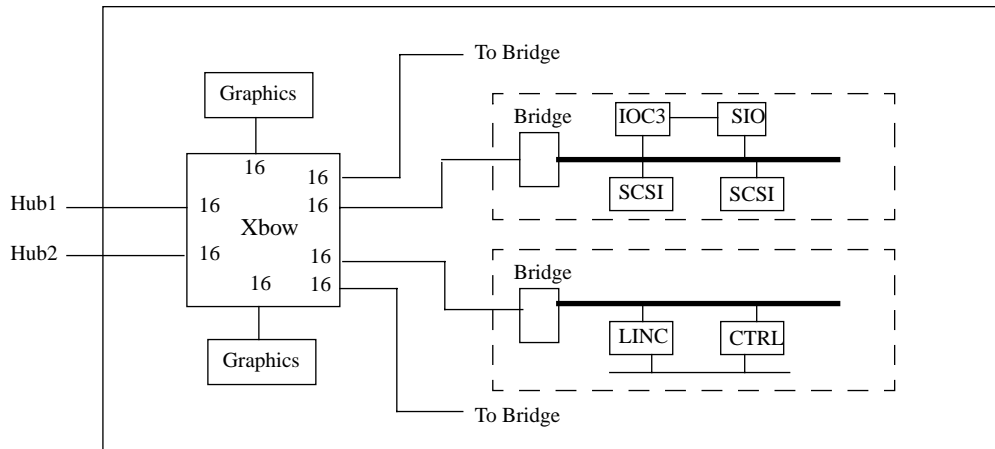 To Bridge
Graphics
Bridge
IOC3
SIO
SCSI
SCSI
16
16
16
Hub1
16
Xbow
Hub2
16
16
16
16
Bridge
LINC
CTRL
Graphics
To Bridge